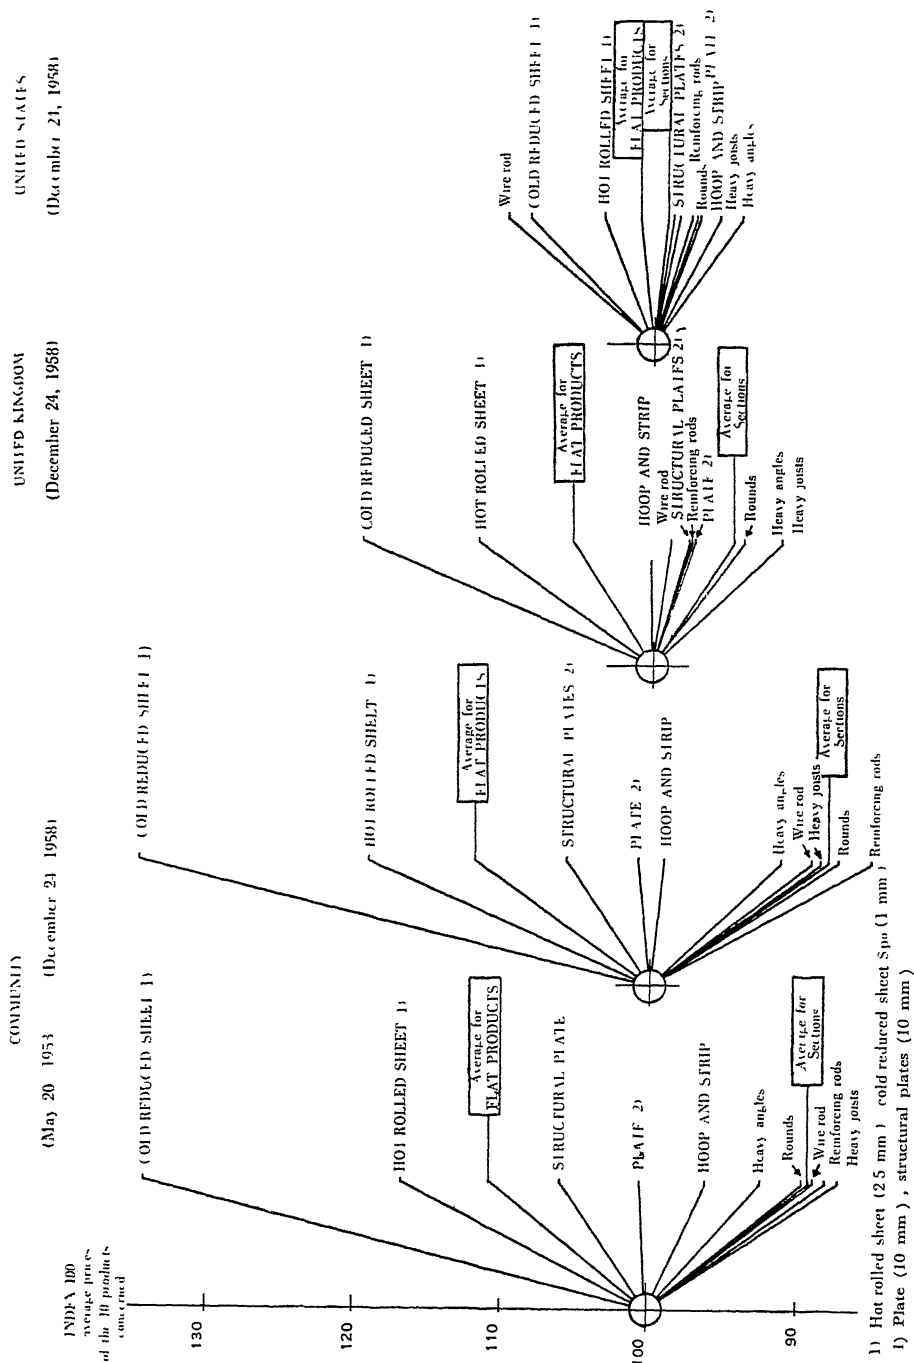 COMMUNITY
(May 20 1953
(December 24 1958)
UNITED KINGDOM
(December 24, 1958)
UNITED STATES
(December 24, 1958)
INDEX 100
average prices
of the 10 products
concerned
130
120
110
100
90
COLD REDUCED SHEET 1)
HOT ROLLED SHEET 1)
Average for
FLAT PRODUCTS
STRUCTURAL PLATE
PLATE 2)
HOOP AND STRIP
Heavy angles
Rounds
Average for
Sections
Wire rod
Reinforcing rods
Heavy joists
COLD REDUCED SHEET 1)
HOT ROLLED SHEET 1)
Average for
FLAT PRODUCTS
STRUCTURAL PLATES 2)
PLATE 2)
HOOP AND STRIP
Heavy angles
Wire rod
Heavy joists
Average for
Sections
Rounds
Reinforcing rods
COLD REDUCED SHEET 1)
HOT ROLLED SHEET 1)
Average for
FLAT PRODUCTS
HOOP AND STRIP
Wire rod
STRUCTURAL PLATES 2)
Reinforcing rods
PLATE 2)
Average for
Sections
Rounds
Heavy angles
Heavy joists
Wire rod
COLD REDUCED SHEET 1)
HOT ROLLED SHEET 1)
Average for
FLAT PRODUCTS
Average for
Sections
STRUCTURAL PLATES 2)
Reinforcing rods
Rounds
PLATE 2)
HOOP AND STRIP
Heavy joists
Heavy angles
1) Hot rolled sheet (2 5 mm) cold reduced sheet (1 mm)
1) Plate (10 mm), structural plates (10 mm)